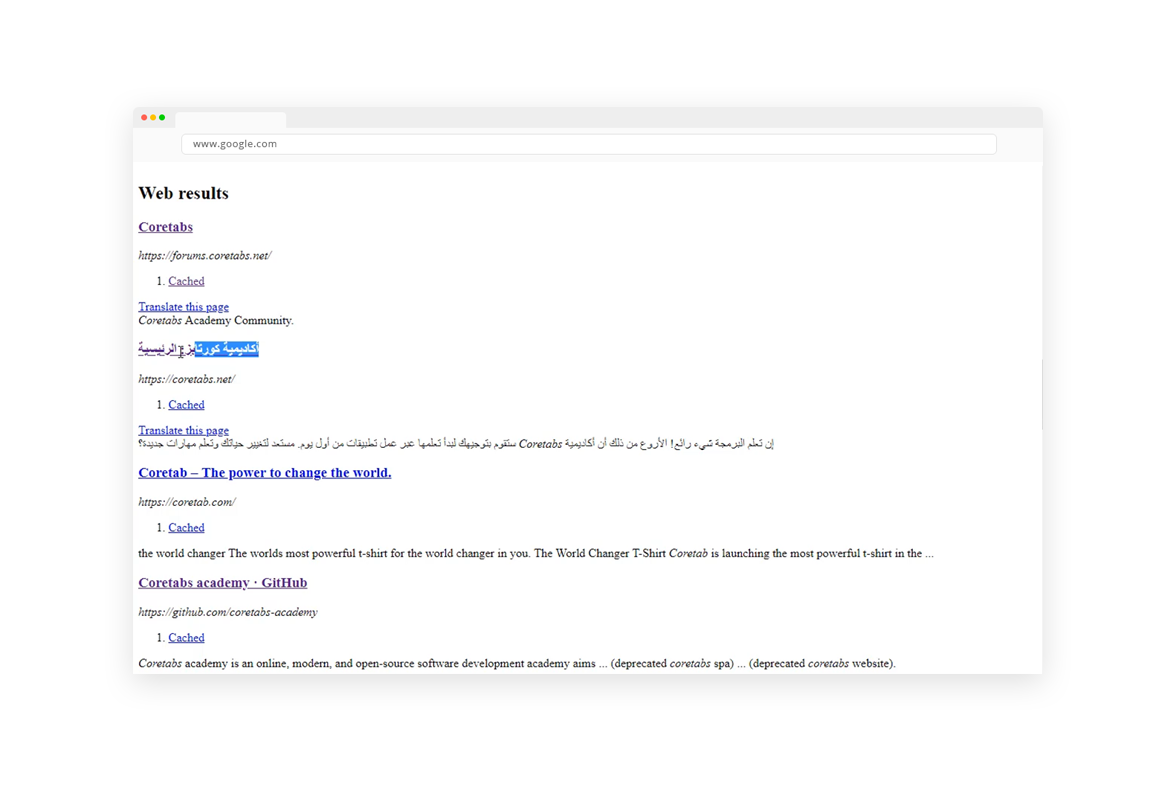 www.google.com
Web results
Coretabs
https://forums.coretabs.net/
1. Cached
Translate this page
Coretabs Academy Community.
أكاديمية كورتابز | الرئيسية
https://coretabs.net/
1. Cached
Translate this page
إن تعلم البرمجة شيء رائع! الأروع من ذلك أن أكاديمية Coretabs ستقوم بتوجيهك لتبدأ تعلمها عبر عمل تطبيقات من أول يوم. مستعد لتغيير حياتك وتعلم مهارات جديدة؟
Coretab – The power to change the world.
https://coretab.com/
1. Cached
the world changer The worlds most powerful t-shirt for the world changer in you. The World Changer T-Shirt Coretab is launching the most powerful t-shirt in the ...
Coretabs academy · GitHub
https://github.com/coretabs-academy
1. Cached
Coretabs academy is an online, modern, and open-source software development academy aims ... (deprecated coretabs spa) ... (deprecated coretabs website).